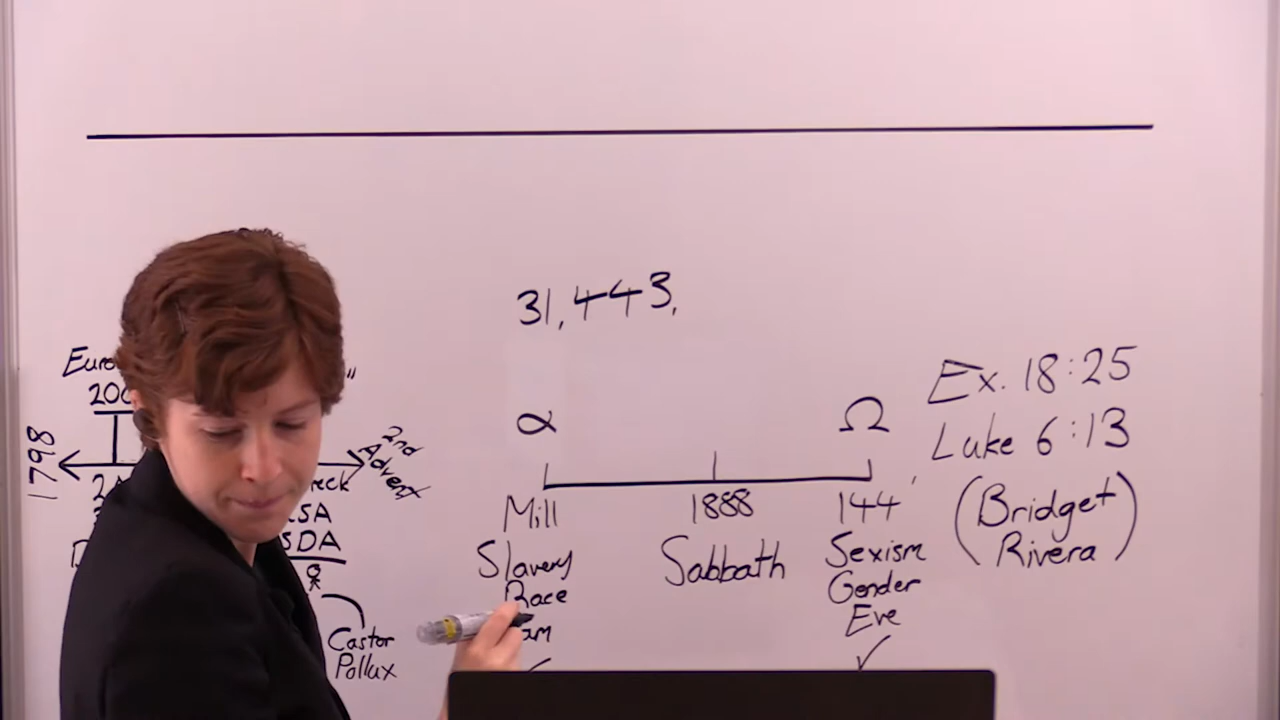 31,443,
α
Ω
Mill
1888
144'
Slavery
Sabbath
Sexism
Race
Gender
Eve
✓
Ex. 18:25
Luke 6:13
(Bridget
Rivera)
1798
2nd
Advent
SDA
Castor
Pollux